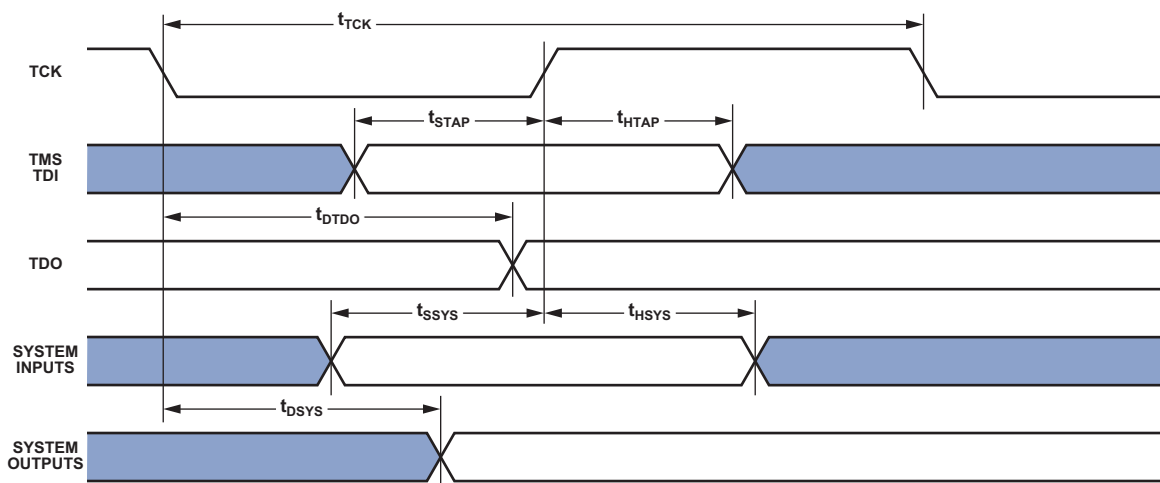 tTCK
TCK
tSTAP
tHTAP
TMS
TDI
tDTDO
TDO
tSSYS
tHSYS
SYSTEM
INPUTS
tDSYS
SYSTEM
OUTPUTS